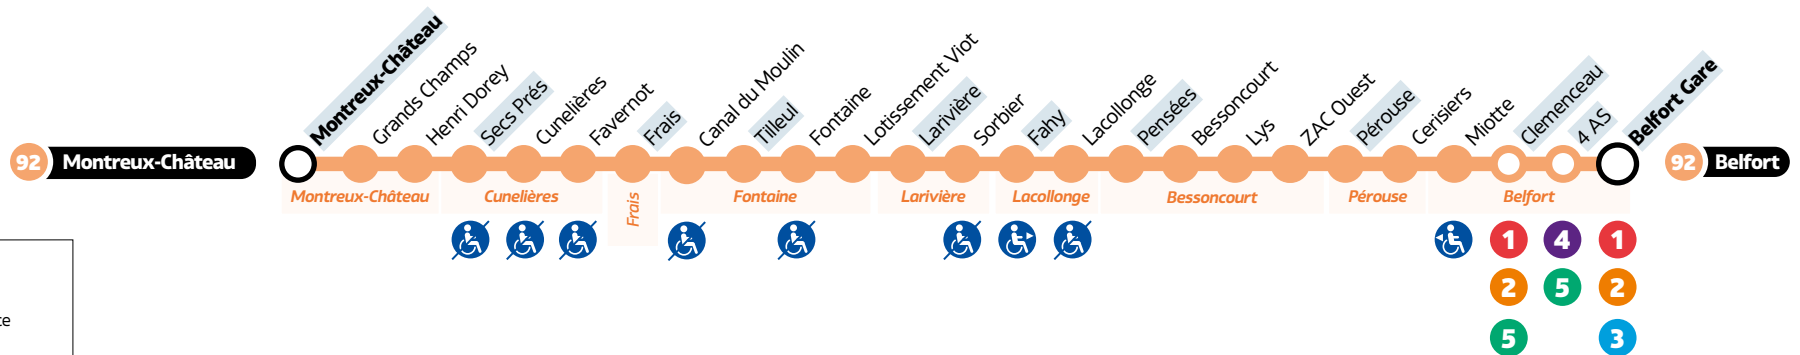 92 Montreux-Château
Montreux-Château
Grands Champs
Henri Dorey
Secs Prés
Cunelières
Favernot
Frais
Canal du Moulin
Tilleul
Fontaine
Lotissement Viot
Larivière
Sorbier
Fahy
Lacollonge
Pensées
Bessoncourt
Lys
ZAC Ouest
Pérouse
Cerisiers
Miotte
Clemenceau
4 AS
Belfort Gare
92 Belfort
Montreux-Château
Cunelières
Frais
Fontaine
Larivière
Lacollonge
Bessoncourt
Pérouse
Belfort
1 4 1
2 5 2
5 3